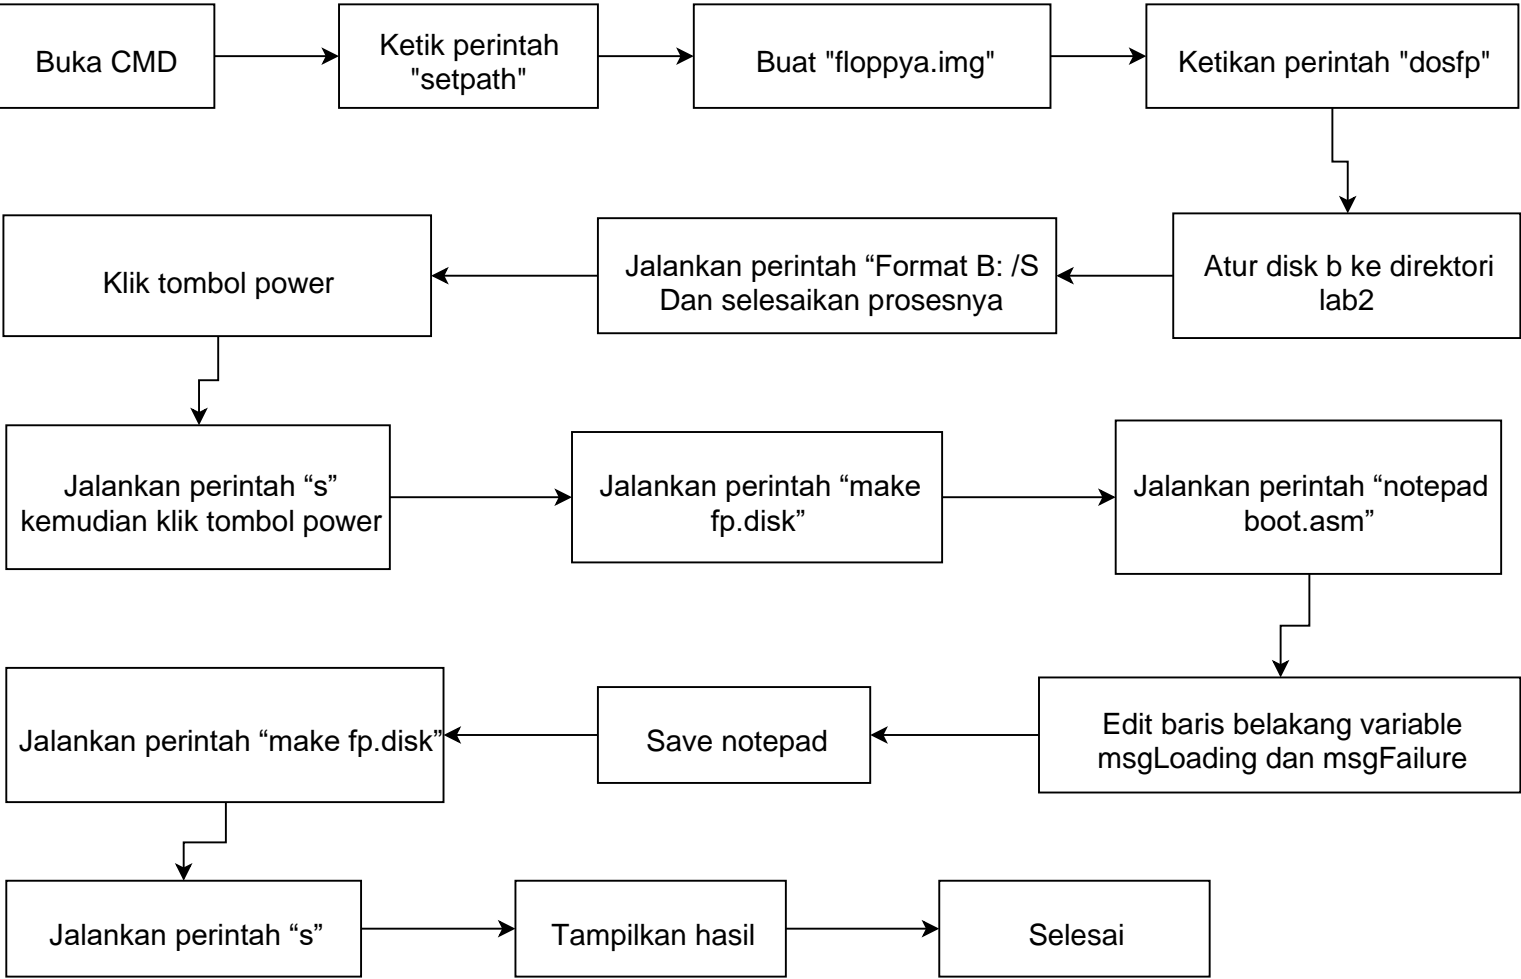 Buka CMD
Ketik perintah
"setpath"
Buat "floppya.img"
Ketikan perintah "dosfp"
Atur disk b ke direktori
lab2
Jalankan perintah “Format B: /S
Dan selesaikan prosesnya
Klik tombol power
Jalankan perintah “s”
kemudian klik tombol power
Jalankan perintah “make
fp.disk”
Jalankan perintah “notepad
boot.asm”
Edit baris belakang variable
msgLoading dan msgFailure
Save notepad
Jalankan perintah “make fp.disk”
Jalankan perintah “s”
Tampilkan hasil
Selesai